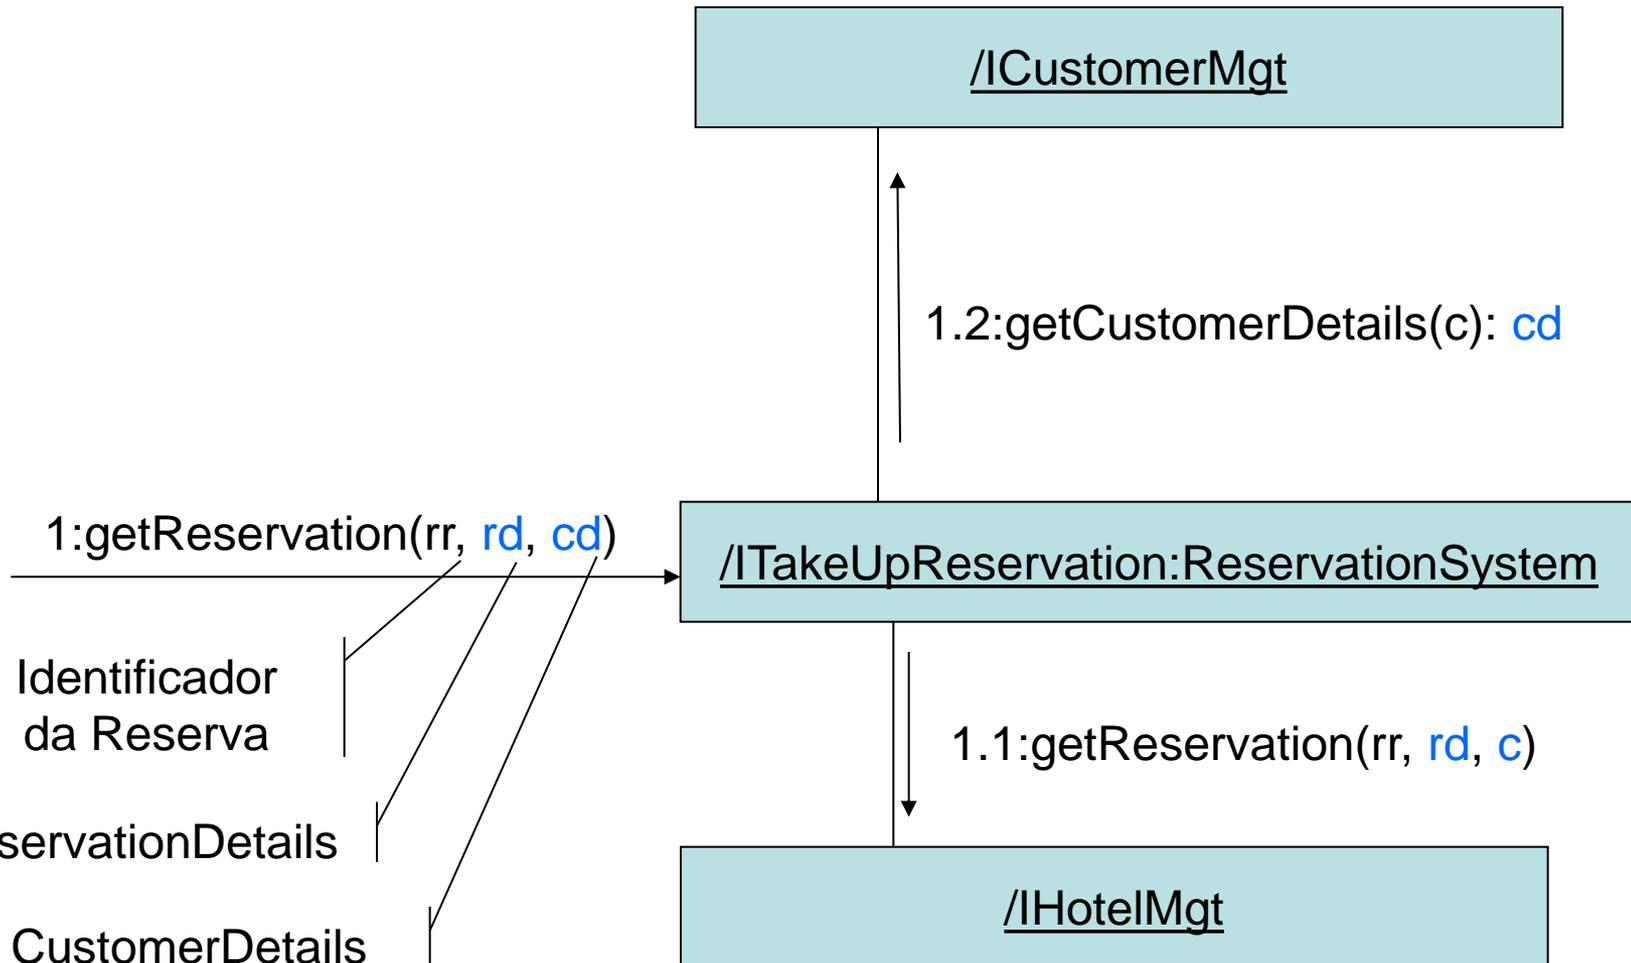 /ICustomerMgt
1.2:getCustomerDetails(c): cd
1:getReservation(rr, rd, cd)
/ITakeUpReservation:ReservationSystem
Identificador
da Reserva
1.1:getReservation(rr, rd, c)
servationDetails
/IHotelMgt
CustomerDetails